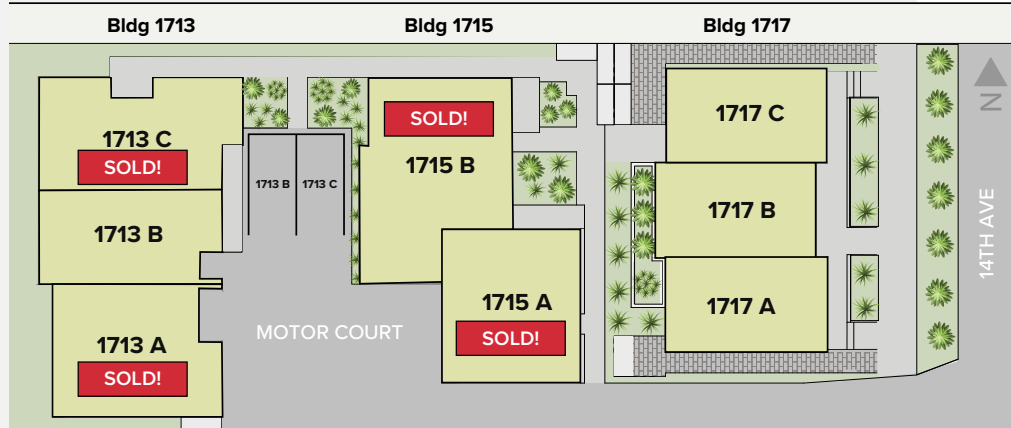 Bldg 1713
Bldg 1715
Bldg 1717
1713 C
SOLD!
1713 B
1713 A
SOLD!
1713 B
1713 C
MOTOR COURT
SOLD!
1715 B
1715 A
SOLD!
1717 C
1717 B
1717 A
N
14TH AVE